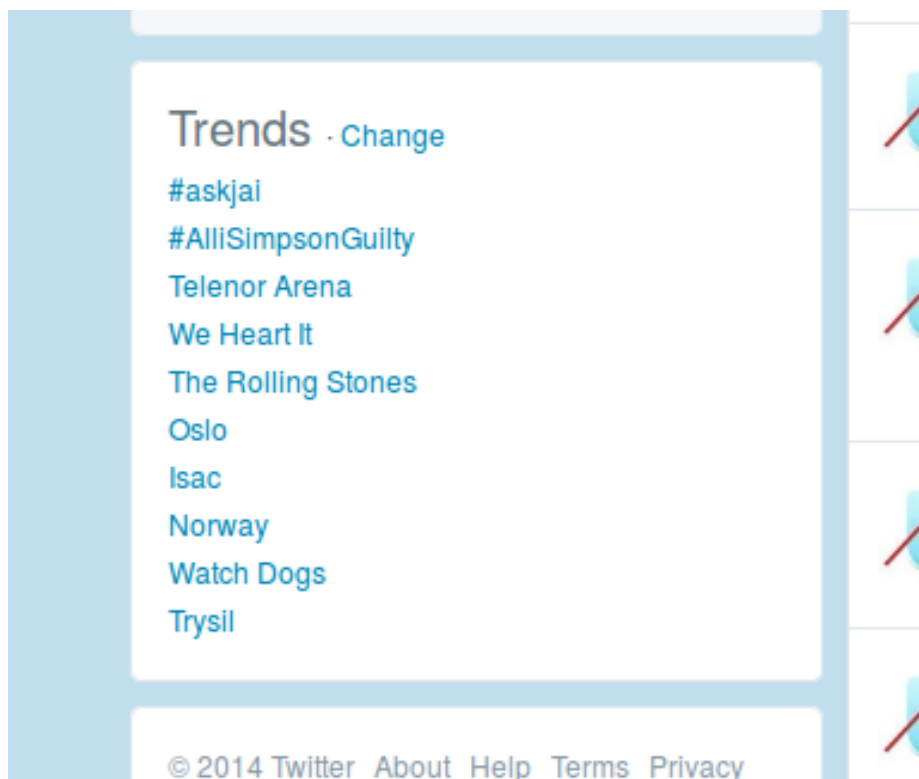 Trends · Change
#askjai
#AlliSimpsonGuilty
Telenor Arena
We Heart It
The Rolling Stones
Oslo
Isac
Norway
Watch Dogs
Trysil
© 2014 Twitter About Help Terms Privacy